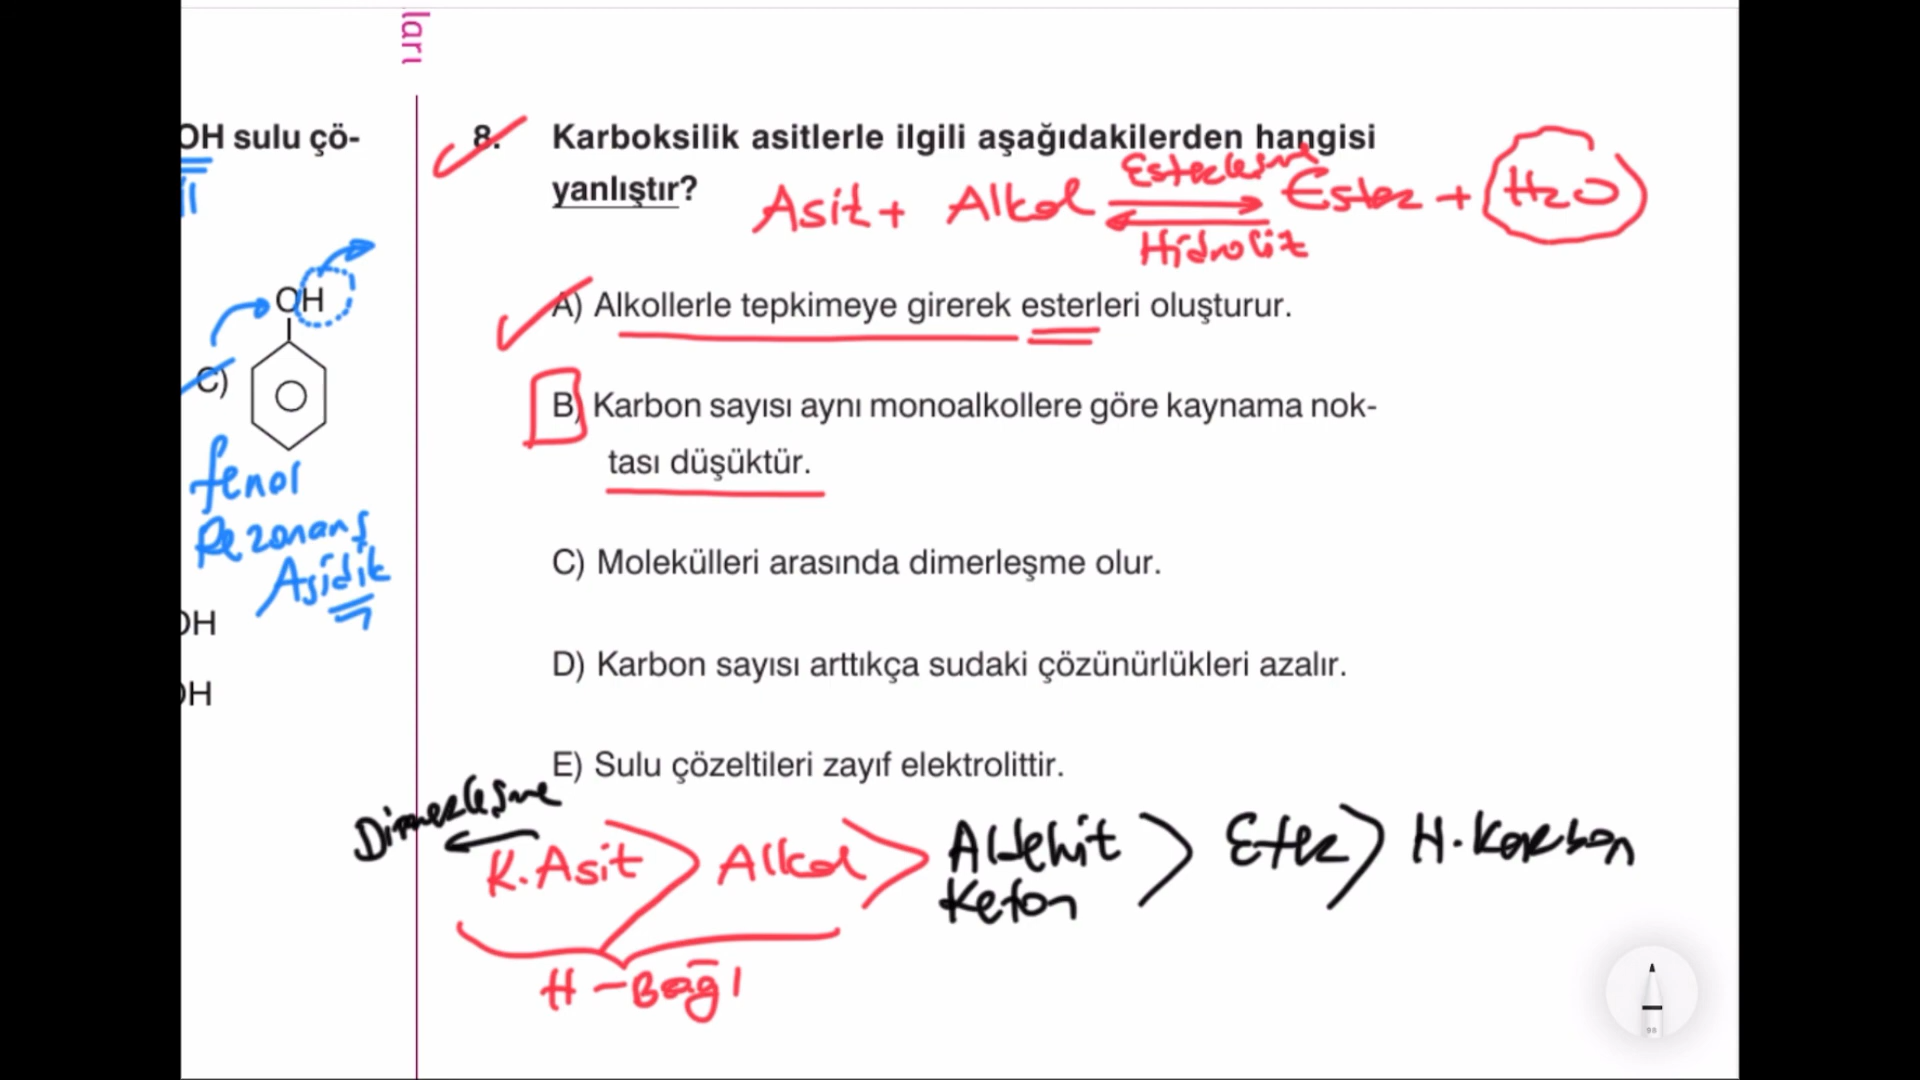 ları
OH sulu çö-
il
OH
C)
fenol
Rezonans
Asidik
OH
OH
8. Karboksilik asitlerle ilgili aşağıdakilerden hangisi
yanlıştır?
Asit + Alkol Esterleşme Hidroliz Ester + H2O
A) Alkollerle tepkimeye girerek esterleri oluşturur.
B) Karbon sayısı aynı monoalkollere göre kaynama nok-
tası düşüktür.
C) Molekülleri arasında dimerleşme olur.
D) Karbon sayısı arttıkça sudaki çözünürlükleri azalır.
E) Sulu çözeltileri zayıf elektrolittir.
Dimerleşme
K. Asit > Alkol > Aldehit > Eter > H. Karbon
Keton
H-Bağı
98